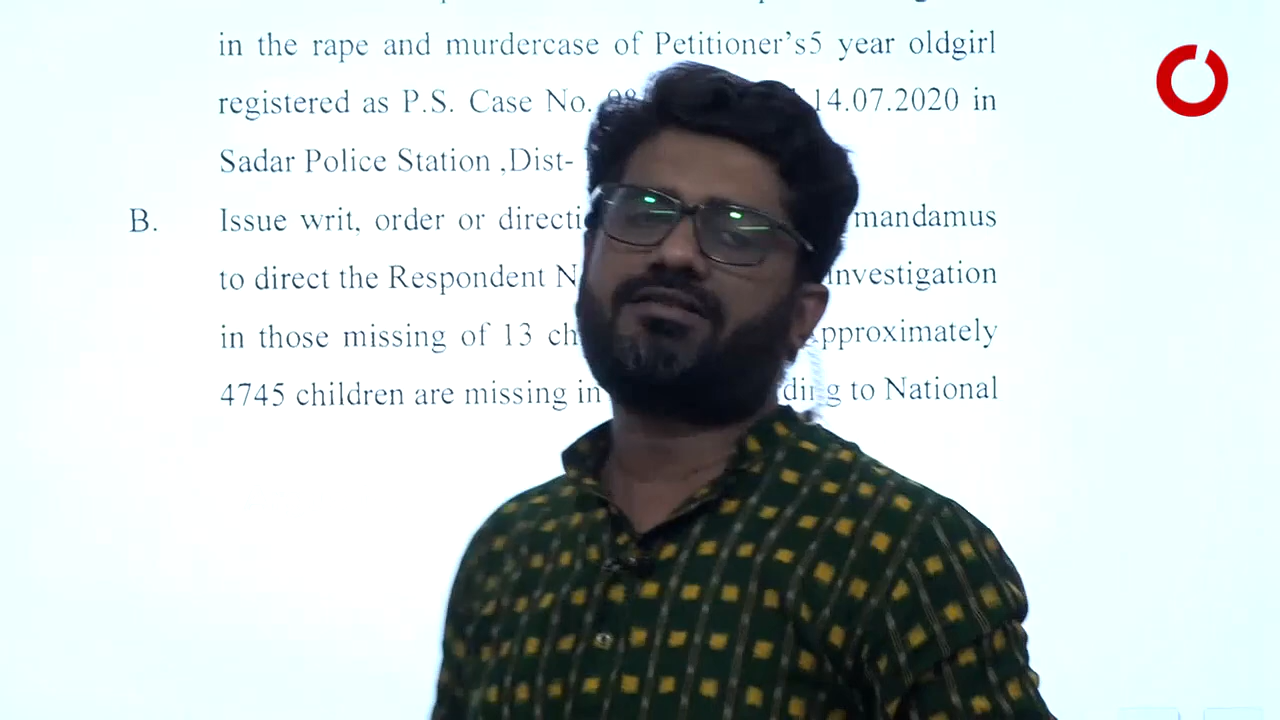 in the rape and murdercase of Petitioner’s5 year oldgirl
registered as P.S. Case No. 14.07.2020 in
Sadar Police Station ,Dist-
B. Issue writ, order or mandamus
to direct the Respondent investigation
in those missing of 13 approximately
4745 children are missing in to National